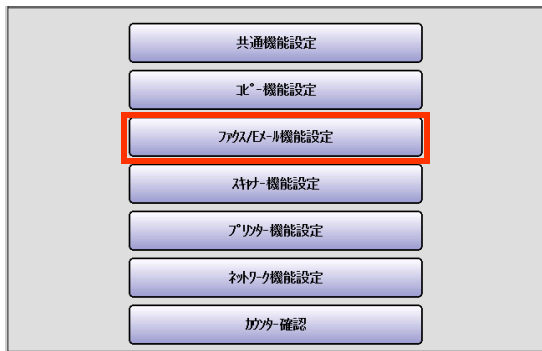 共通機能設定
ｺﾋﾟｰ機能設定
ﾌｧｸｽ/Eﾒｰﾙ機能設定
ｽｷｬﾅｰ機能設定
ﾌﾟﾘﾝﾀｰ機能設定
ﾈｯﾄﾜｰｸ機能設定
ｶｳﾝﾀｰ確認